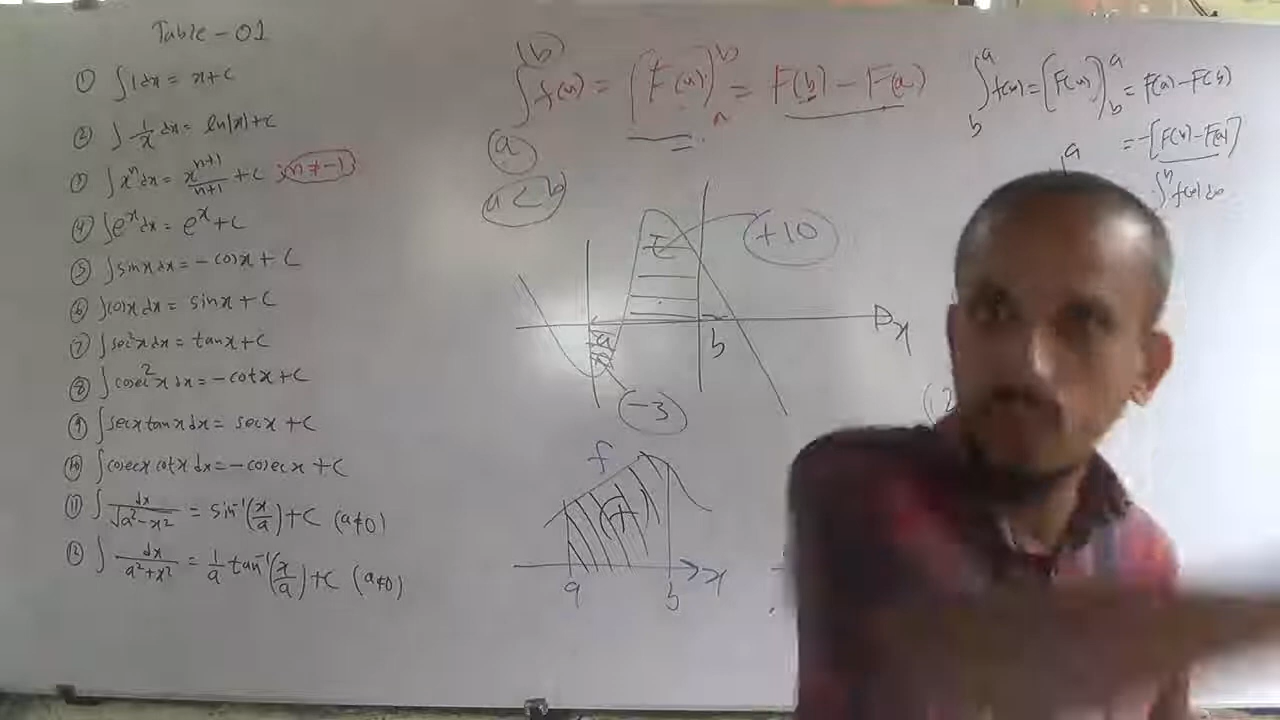 Table - 01
① ∫1dx = x+c
② ∫ 1/x dx = ln|x|+c
③ ∫x^n dx = x^(n+1)/(n+1) + c ; n ≠ -1
④ ∫e^x dx = e^x + c
⑤ ∫sinx dx = - cosx + c
⑥ ∫cosx dx = sinx + c
⑦ ∫sec²x dx = tanx + c
⑧ ∫cosec²x dx = - cotx + c
⑨ ∫secx tanx dx = secx + c
⑩ ∫cosecx cotx dx = - cosecx + c
⑪ ∫ dx/√(a²-x²) = sin⁻¹(x/a) + c (a≠0)
⑫ ∫ dx/(a²+x²) = 1/a tan⁻¹(x/a) + c (a≠0)
∫_a^b f(x) = (F(x))_a^b = F(b) - F(a)
a < b
+10
a
b
x
-3
f
+
a
b
x
∫_b^a f(x) = [F(x)]_b^a = F(a) - F(b)
= -[F(b) - F(a)]
a
f(x) dx
(2